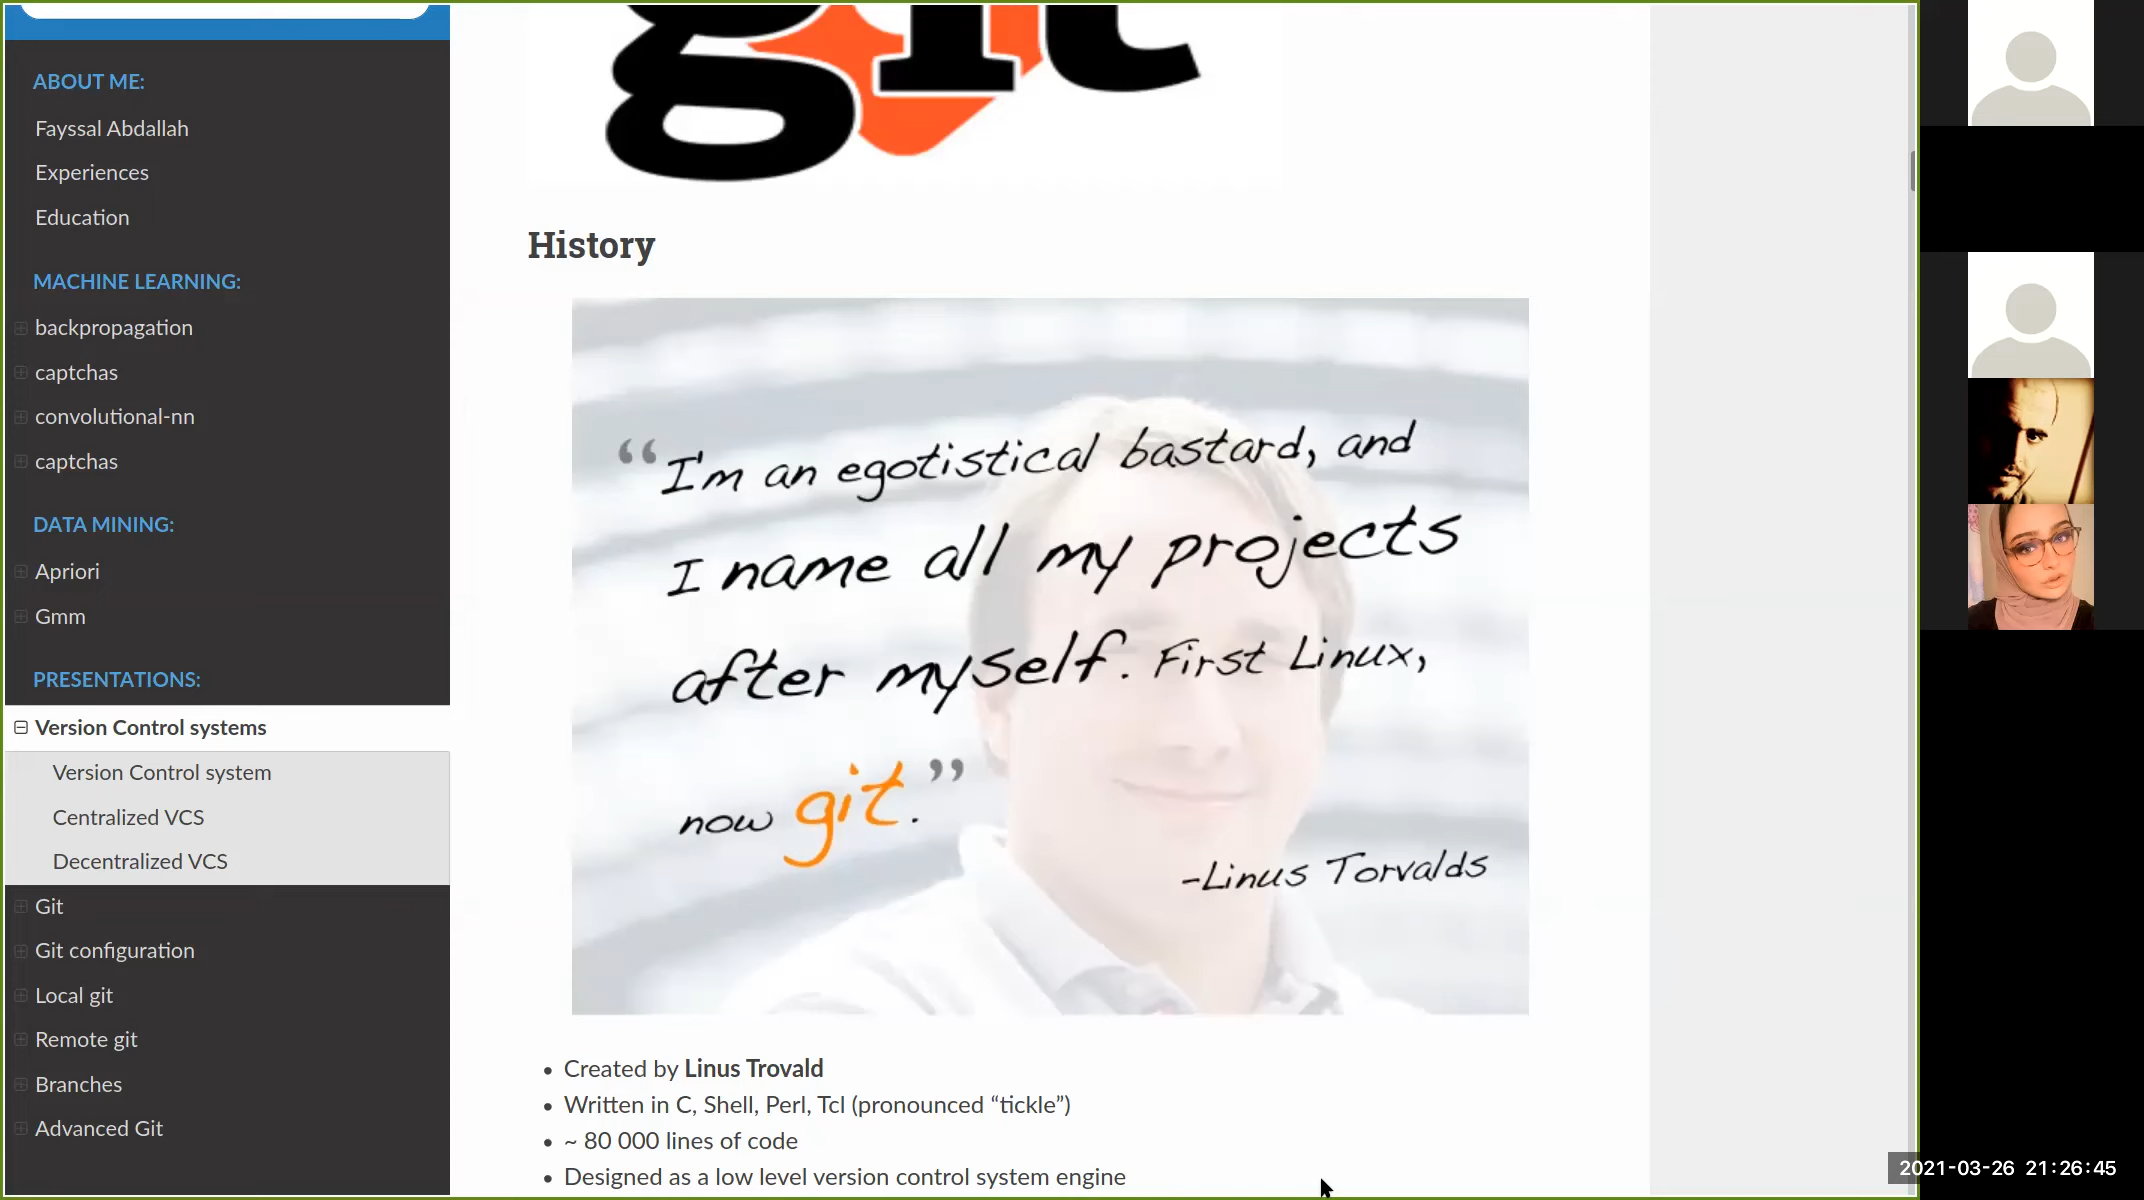 git
ABOUT ME:
Fayssal Abdallah
Experiences
Education
MACHINE LEARNING:
backpropagation
captchas
convolutional-nn
captchas
DATA MINING:
Apriori
Gmm
PRESENTATIONS:
Version Control systems
Version Control system
Centralized VCS
Decentralized VCS
Git
Git configuration
Local git
Remote git
Branches
Advanced Git
History
“I'm an egotistical bastard, and
I name all my projects
after myself. First Linux,
now git.”
-Linus Torvalds
• Created by Linus Trovald
• Written in C, Shell, Perl, Tcl (pronounced “tickle”)
• ~ 80 000 lines of code
• Designed as a low level version control system engine
2021-03-26 21:26:45